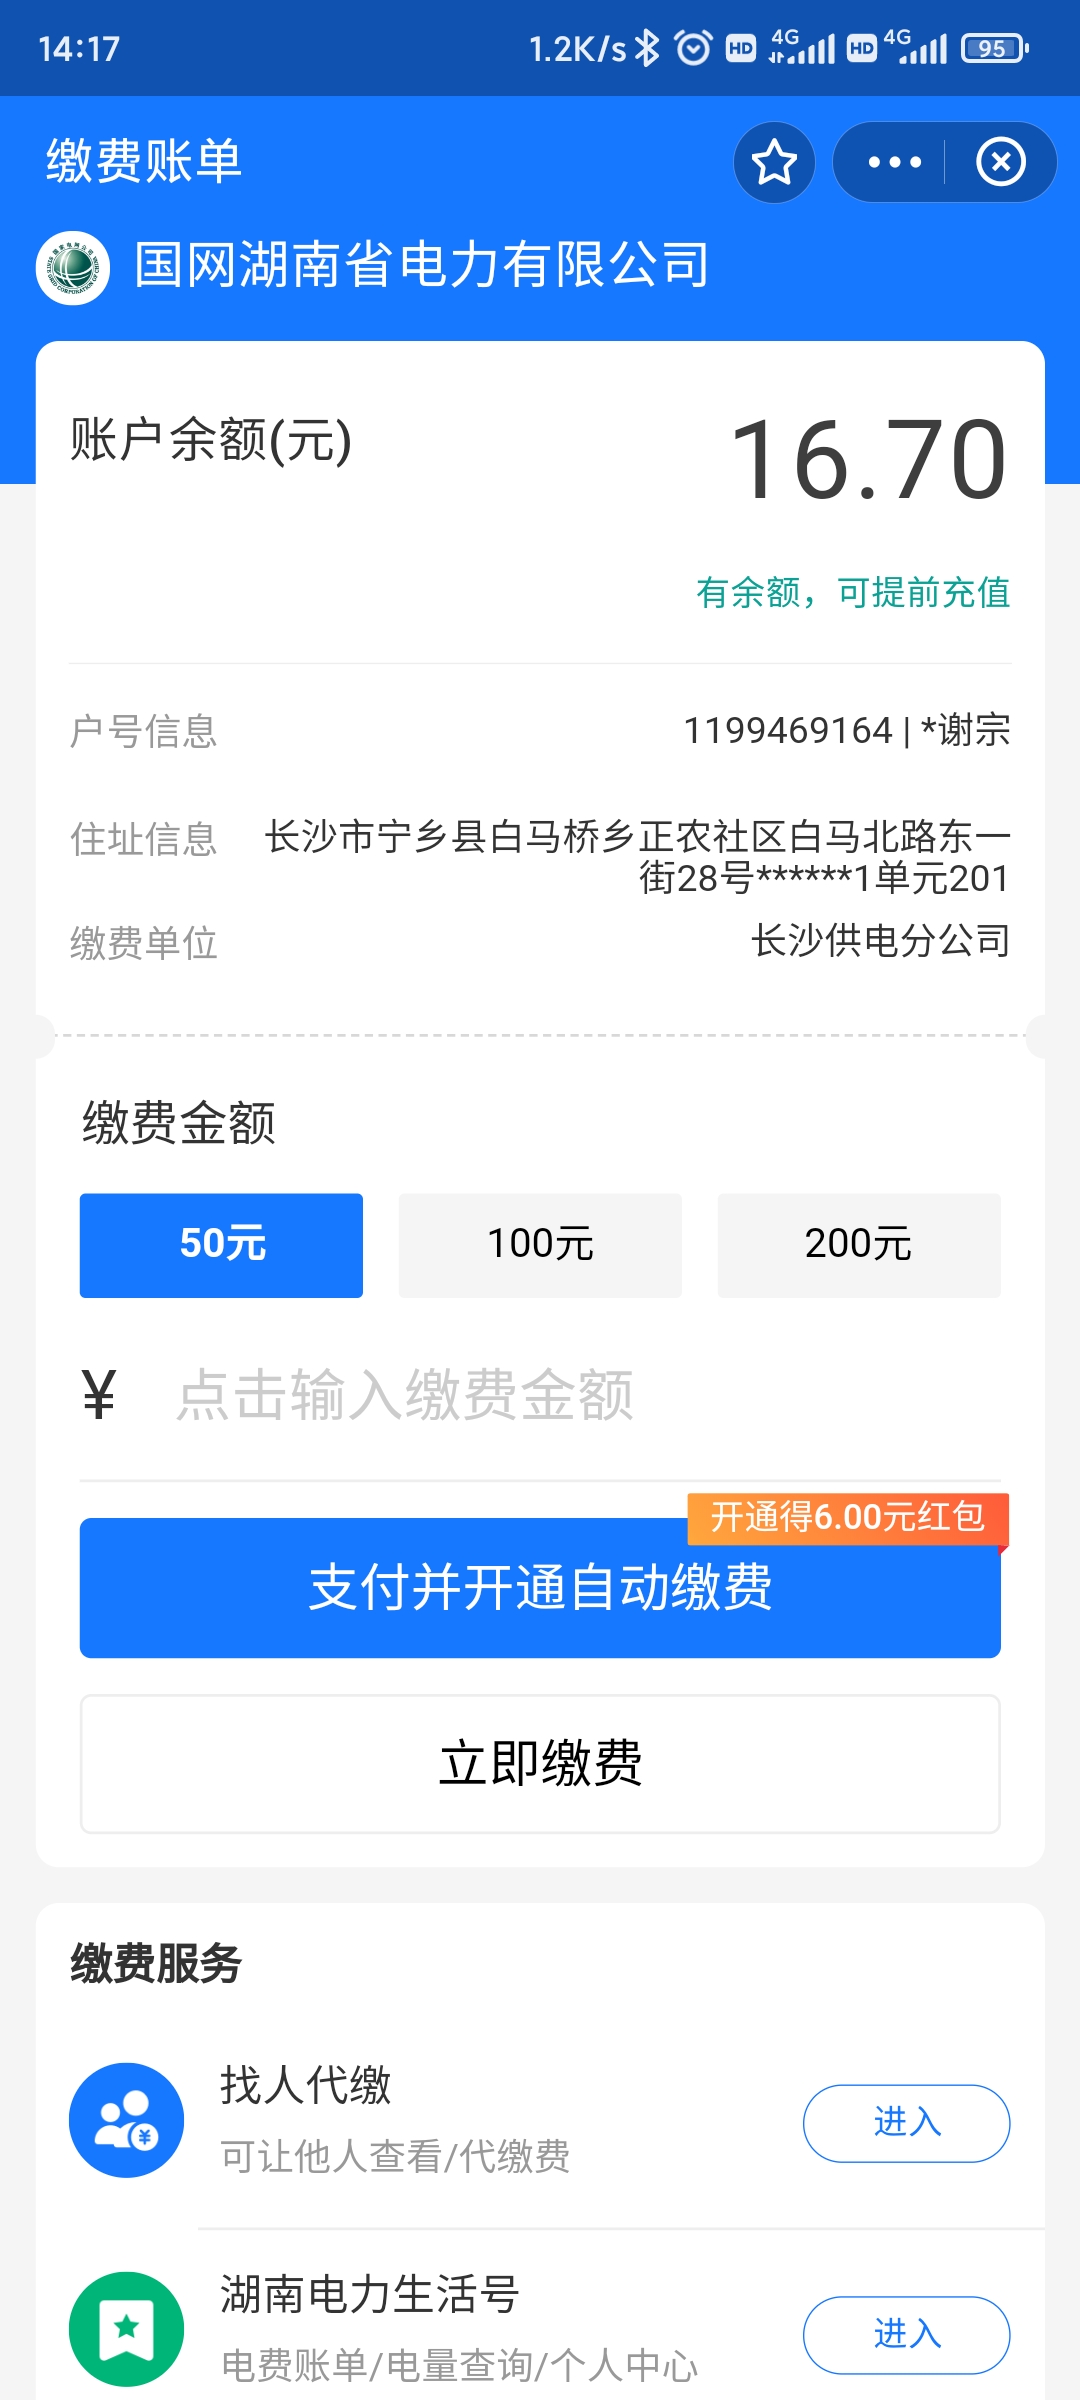 14:17
1.2K/s HD 4G HD 4G 95
缴费账单
国网湖南省电力有限公司
账户余额(元)
16.70
有余额，可提前充值
户号信息 1199469164 | *谢宗
住址信息 长沙市宁乡县白马桥乡正农社区白马北路东一
街28号******1单元201
缴费单位 长沙供电分公司
缴费金额
50元 100元 200元
¥ 点击输入缴费金额
开通得6.00元红包
支付并开通自动缴费
立即缴费
缴费服务
找人代缴
可让他人查看/代缴费
进入
湖南电力生活号
电费账单/电量查询/个人中心
进入